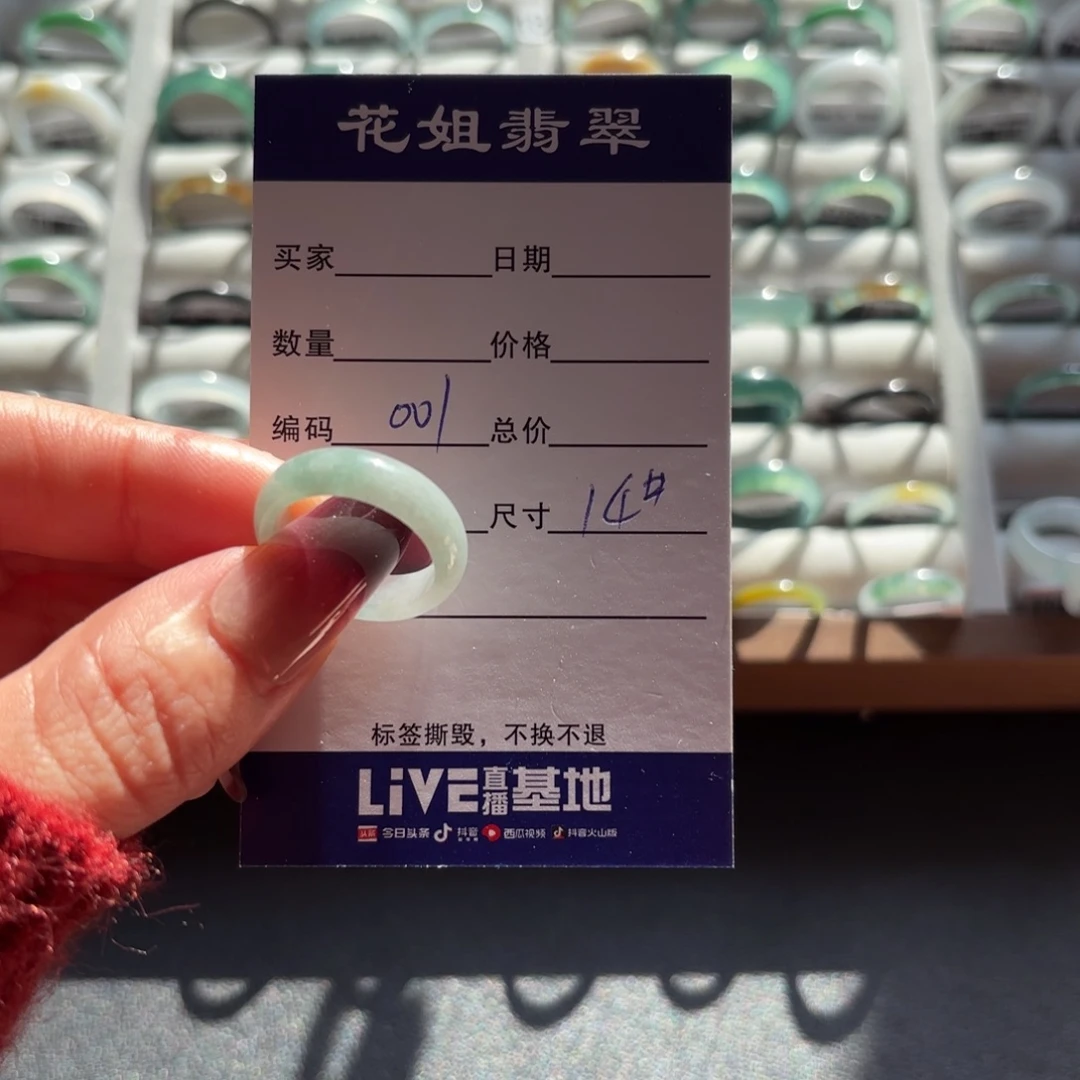 花姐翡翠
买家 日期
数量 价格
编码 001 总价
尺寸 14#
标签撕毁，不换不退
LiVE直播基地
今日头条 抖音 西瓜视频 抖音火山版